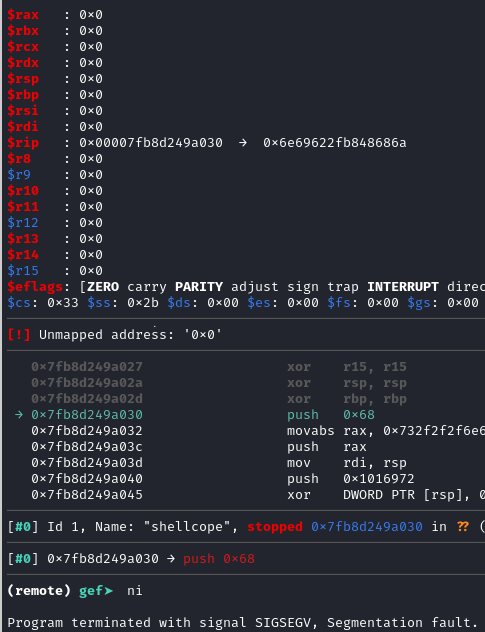 $rax   : 0×0
$rbx   : 0×0
$rcx   : 0×0
$rdx   : 0×0
$rsp   : 0×0
$rbp   : 0×0
$rsi   : 0×0
$rdi   : 0×0
$rip   : 0×00007fb8d249a030  →  0×6e69622fb848686a
$r8    : 0×0
$r9    : 0×0
$r10   : 0×0
$r11   : 0×0
$r12   : 0×0
$r13   : 0×0
$r14   : 0×0
$r15   : 0×0
$eflags: [ZERO carry PARITY adjust sign trap INTERRUPT direc
$cs: 0×33 $ss: 0×2b $ds: 0×00 $es: 0×00 $fs: 0×00 $gs: 0×00
[!] Unmapped address: '0×0'
0×7fb8d249a027 xor r15, r15
0×7fb8d249a02a xor rsp, rsp
0×7fb8d249a02d xor rbp, rbp
→ 0×7fb8d249a030 push 0×68
0×7fb8d249a032 movabs rax, 0×732f2f2f6e6
0×7fb8d249a03c push rax
0×7fb8d249a03d mov rdi, rsp
0×7fb8d249a040 push 0×1016972
0×7fb8d249a045 xor DWORD PTR [rsp], 0
[#0] Id 1, Name: "shellcope", stopped 0×7fb8d249a030 in ?? (
[#0] 0×7fb8d249a030 → push 0×68
(remote) gef➤  ni
Program terminated with signal SIGSEGV, Segmentation fault.